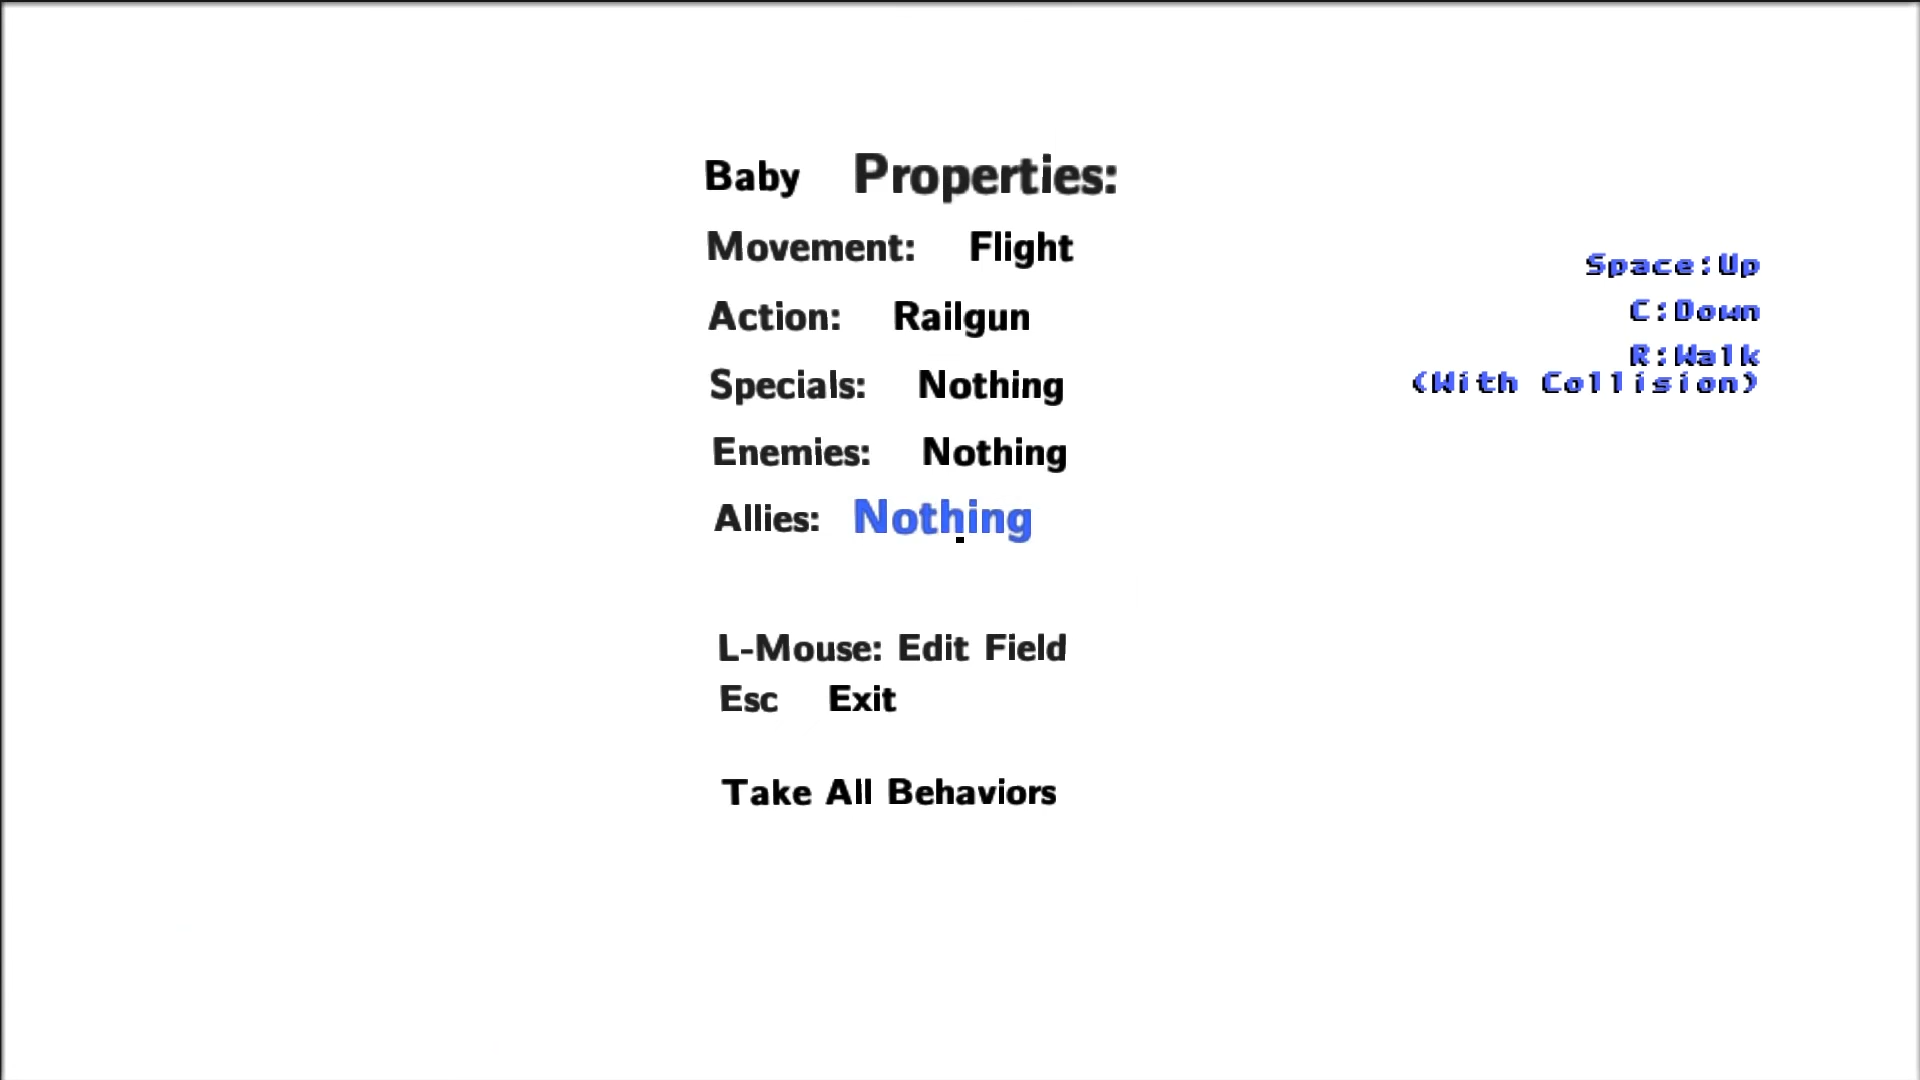 Baby Properties:
Movement: Flight
Action: Railgun
Specials: Nothing
Enemies: Nothing
Allies: Nothing
L-Mouse: Edit Field
Esc Exit
Take All Behaviors
Space:Up
C:Down
R:Walk
(With Collision)